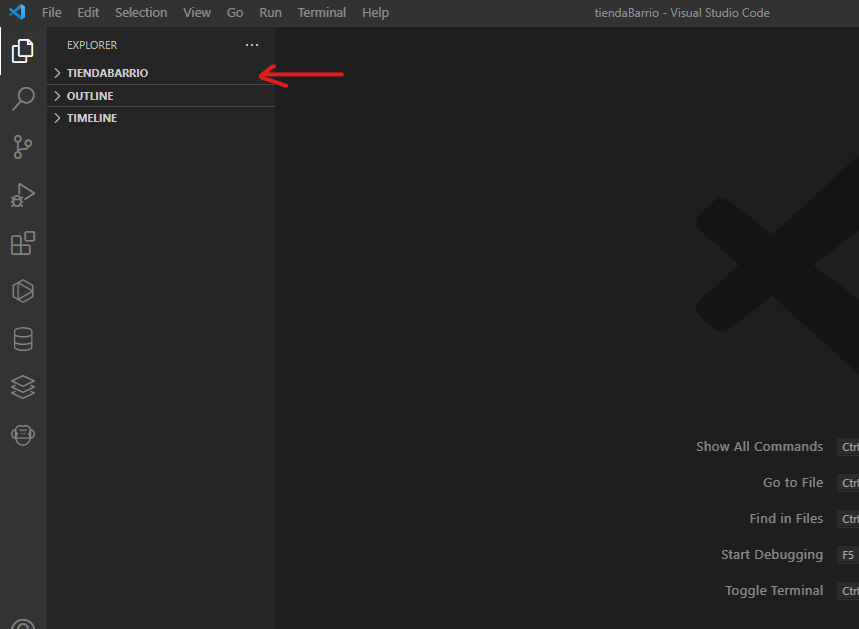 File Edit Selection View Go Run Terminal Help tiendaBarrio - Visual Studio Code
EXPLORER ...
TIENDABARRIO
OUTLINE
TIMELINE
Show All Commands Ctrl
Go to File Ctrl
Find in Files Ctrl
Start Debugging F5
Toggle Terminal Ctrl